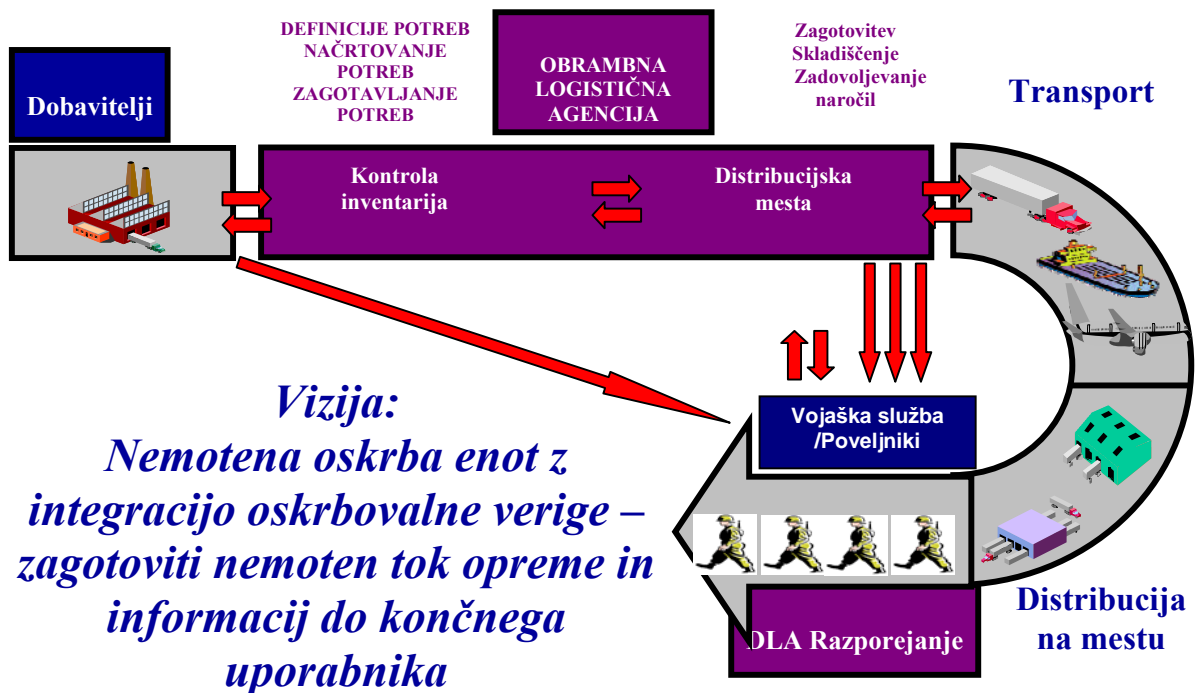 DEFINICIJE POTREB
NAČRTOVANJE
POTREB
ZAGOTAVLJANJE
POTREB
OBRAMBNA
LOGISTIČNA
AGENCIJA
Zagotovitev
Skladiščenje
Zadovoljevanje
naročil
Dobavitelji
Transport
Kontrola
inventarija
Distribucijska
mesta
Vojaška služba
/Poveljniki
Vizija:
Nemotena oskrba enot z
integracijo oskrbovalne verige –
zagotoviti nemoten tok opreme in
informacij do končnega
uporabnika
Distribucija
na mestu
DLA Razporejanje